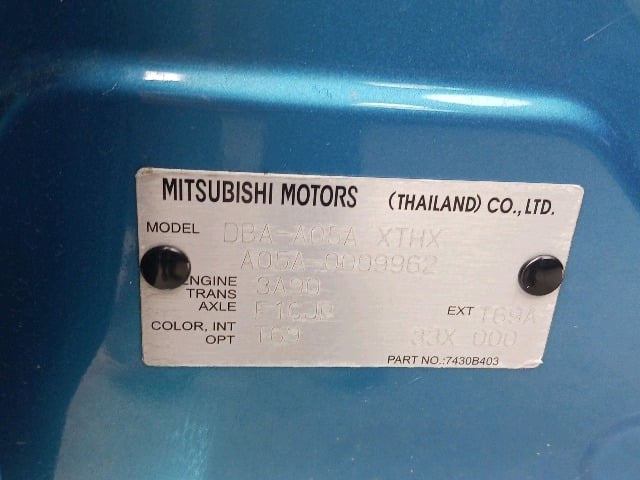 MITSUBISHI MOTORS (THAILAND) CO.,LTD.
MODEL DBA-A05A XTHX
A05A-0009962
ENGINE 3A90
TRANS
AXLE F1CJB EXT T69A
COLOR, INT T69 33X 000
OPT
PART NO.:7430B403